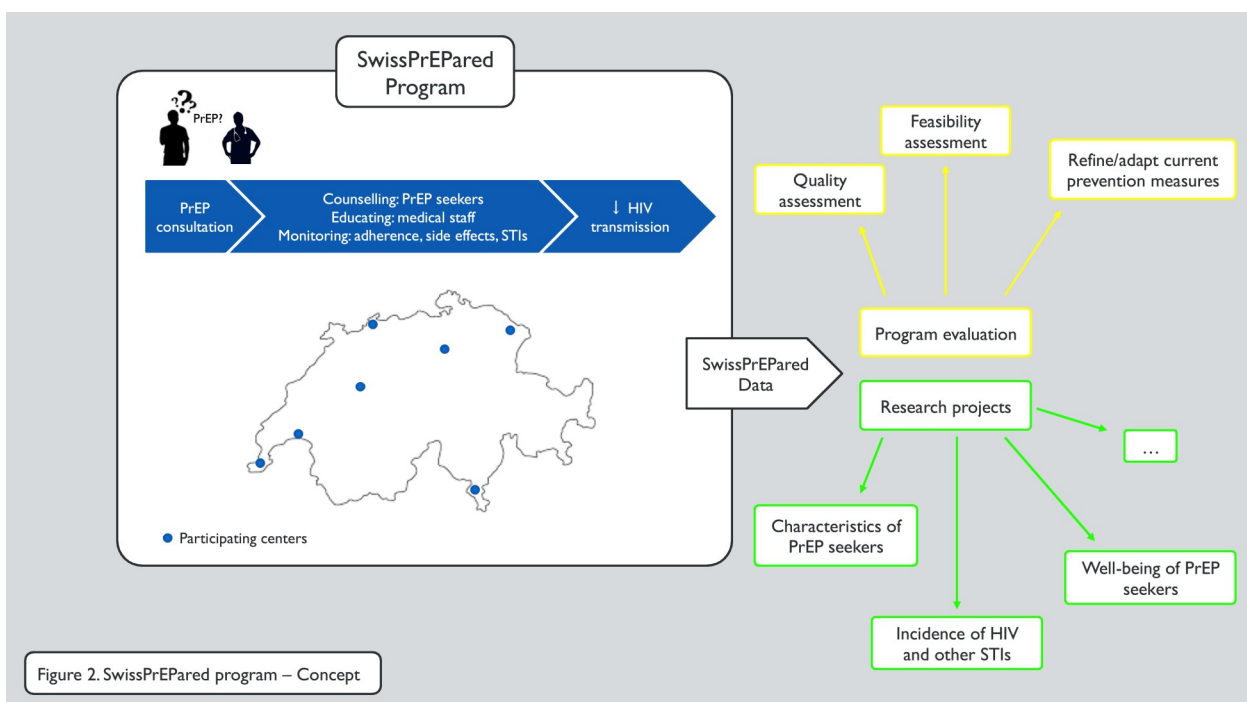 SwissPrEPared
Program
???
PrEP?
PrEP
consultation
Counselling: PrEP seekers
Educating: medical staff
Monitoring: adherence, side effects, STIs
↓ HIV
transmission
Participating centers
SwissPrEPared
Data
Quality
assessment
Feasibility
assessment
Refine/adapt current
prevention measures
Program evaluation
Research projects
...
Characteristics of
PrEP seekers
Well-being of PrEP
seekers
Incidence of HIV
and other STIs
Figure 2. SwissPrEPared program – Concept